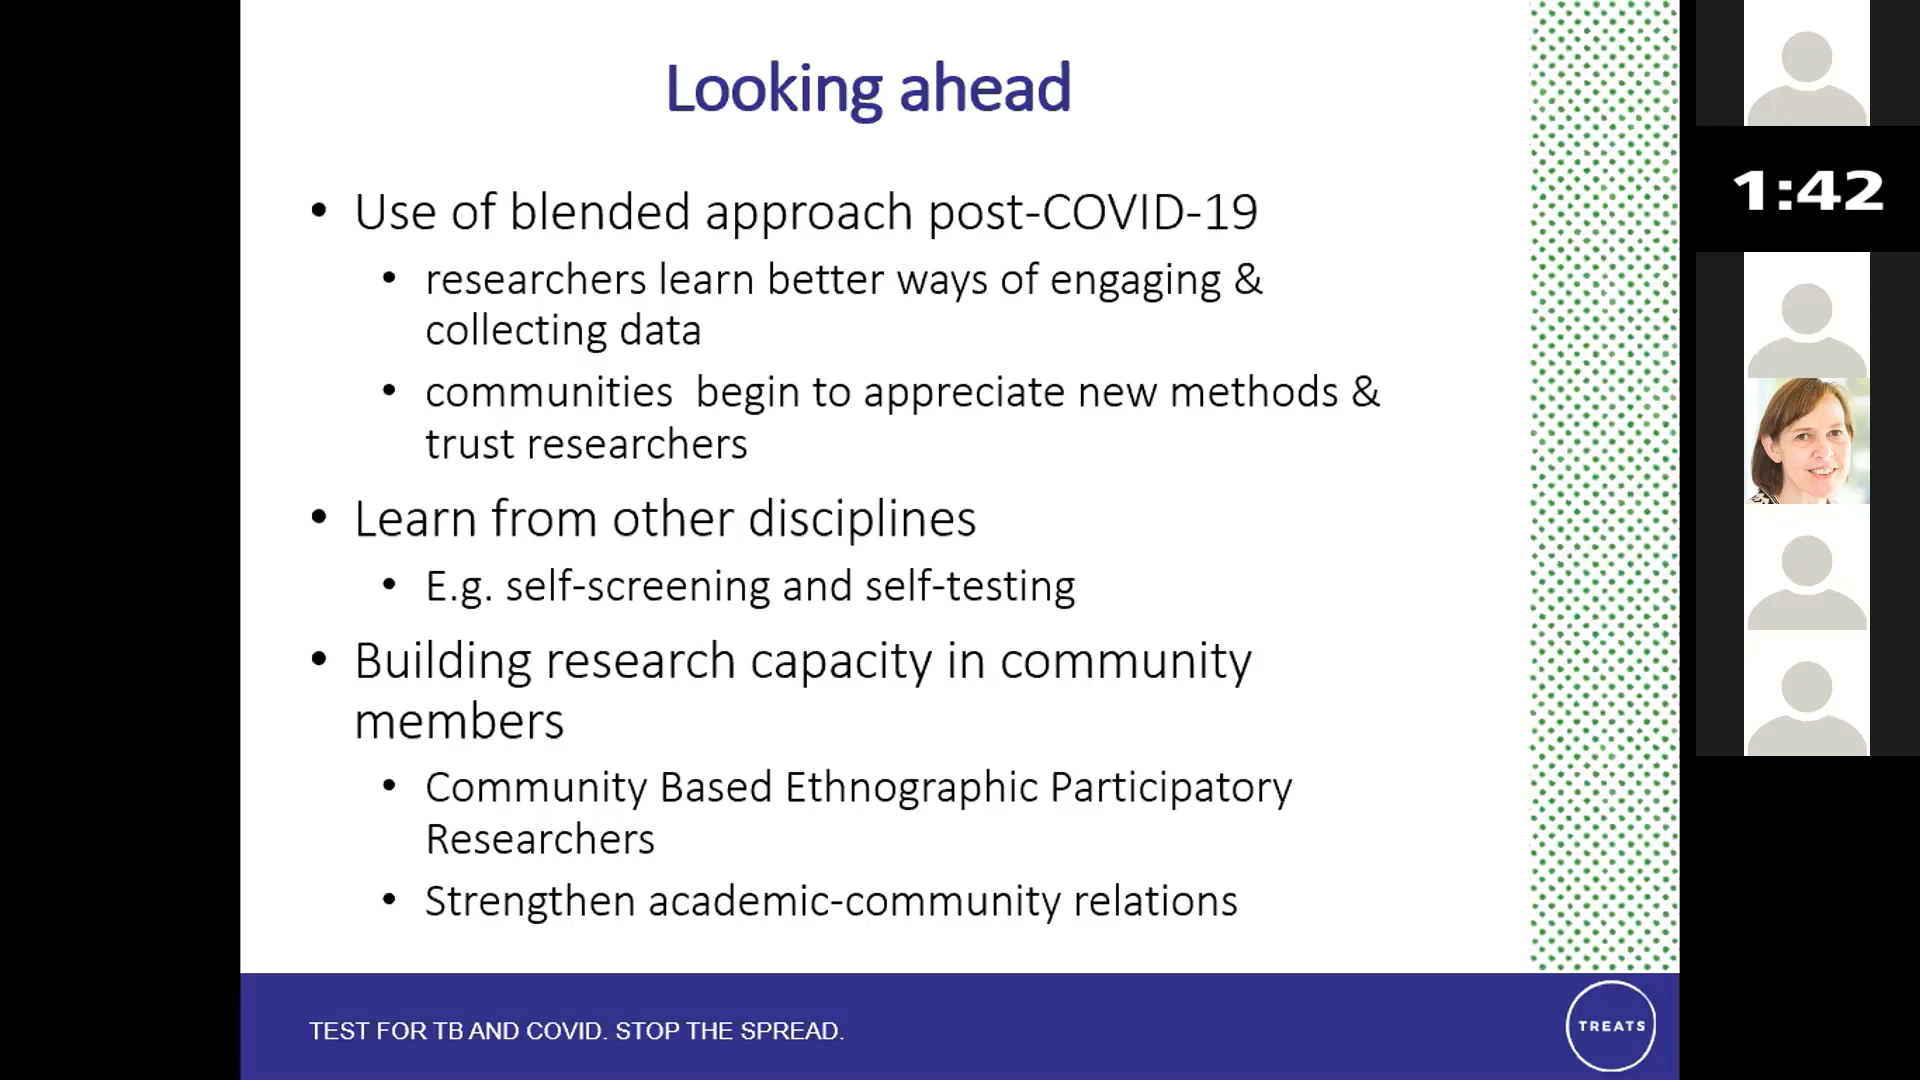 Looking ahead
• Use of blended approach post-COVID-19
• researchers learn better ways of engaging &
collecting data
• communities  begin to appreciate new methods &
trust researchers
• Learn from other disciplines
• E.g. self-screening and self-testing
• Building research capacity in community
members
• Community Based Ethnographic Participatory
Researchers
• Strengthen academic-community relations
TEST FOR TB AND COVID. STOP THE SPREAD.
TREATS
1:42